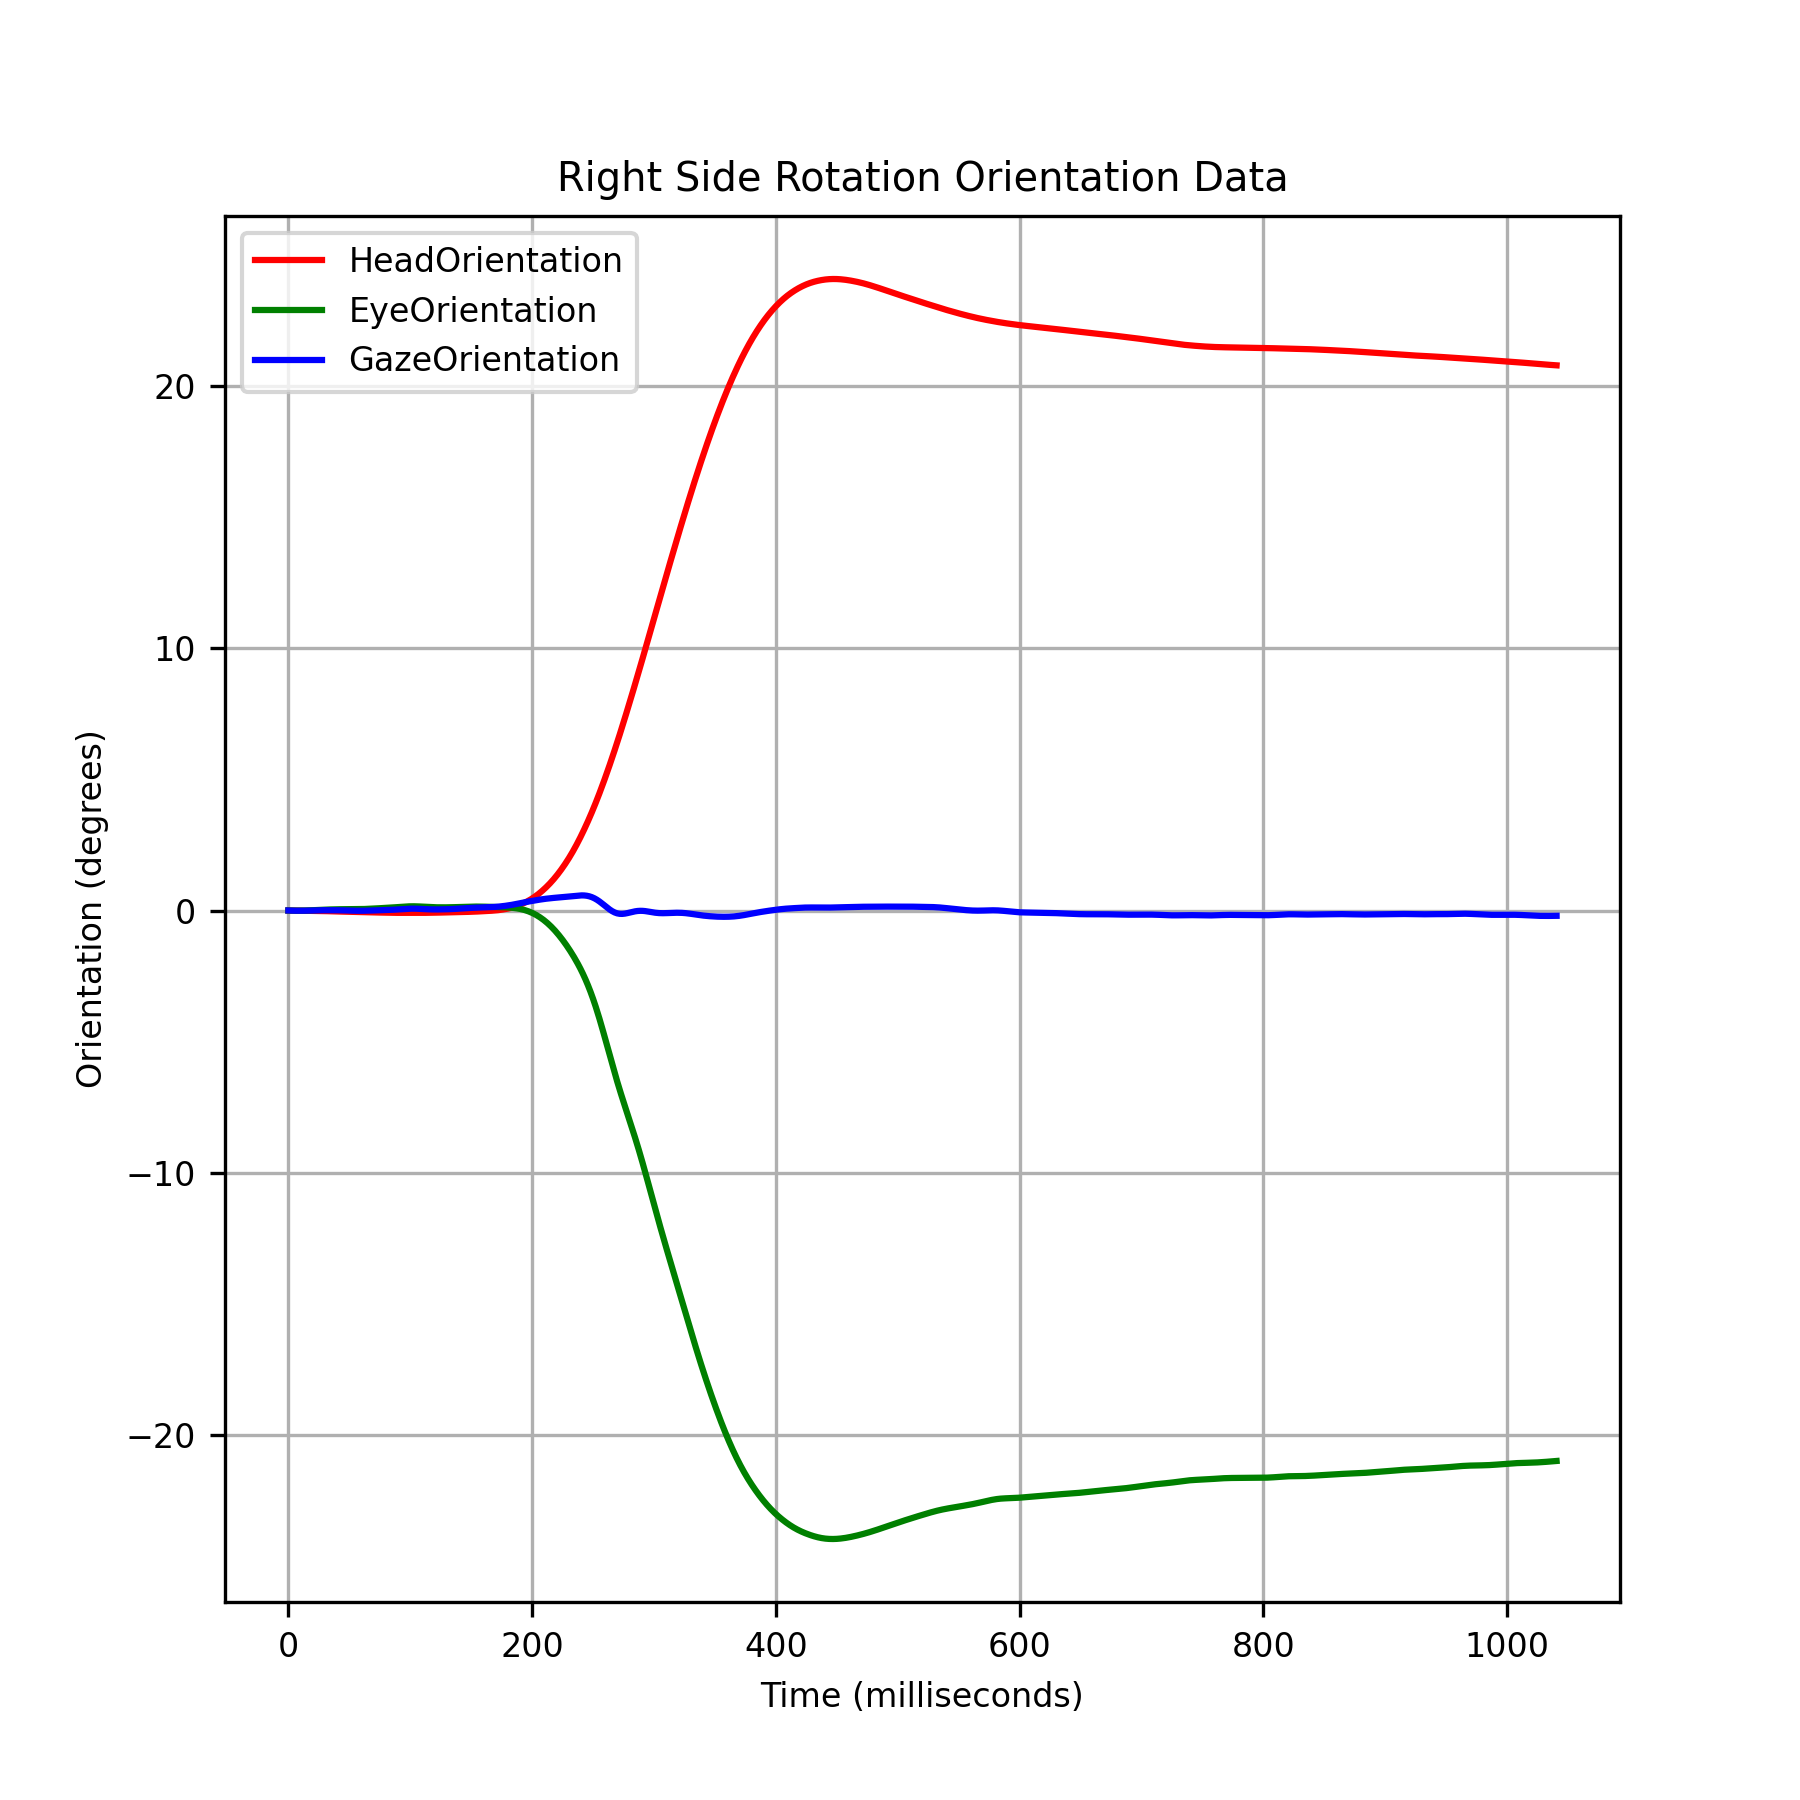 Right Side Rotation Orientation Data
HeadOrientation
EyeOrientation
GazeOrientation
20
10
0
−10
−20
Orientation (degrees)
0 200 400 600 800 1000
Time (milliseconds)